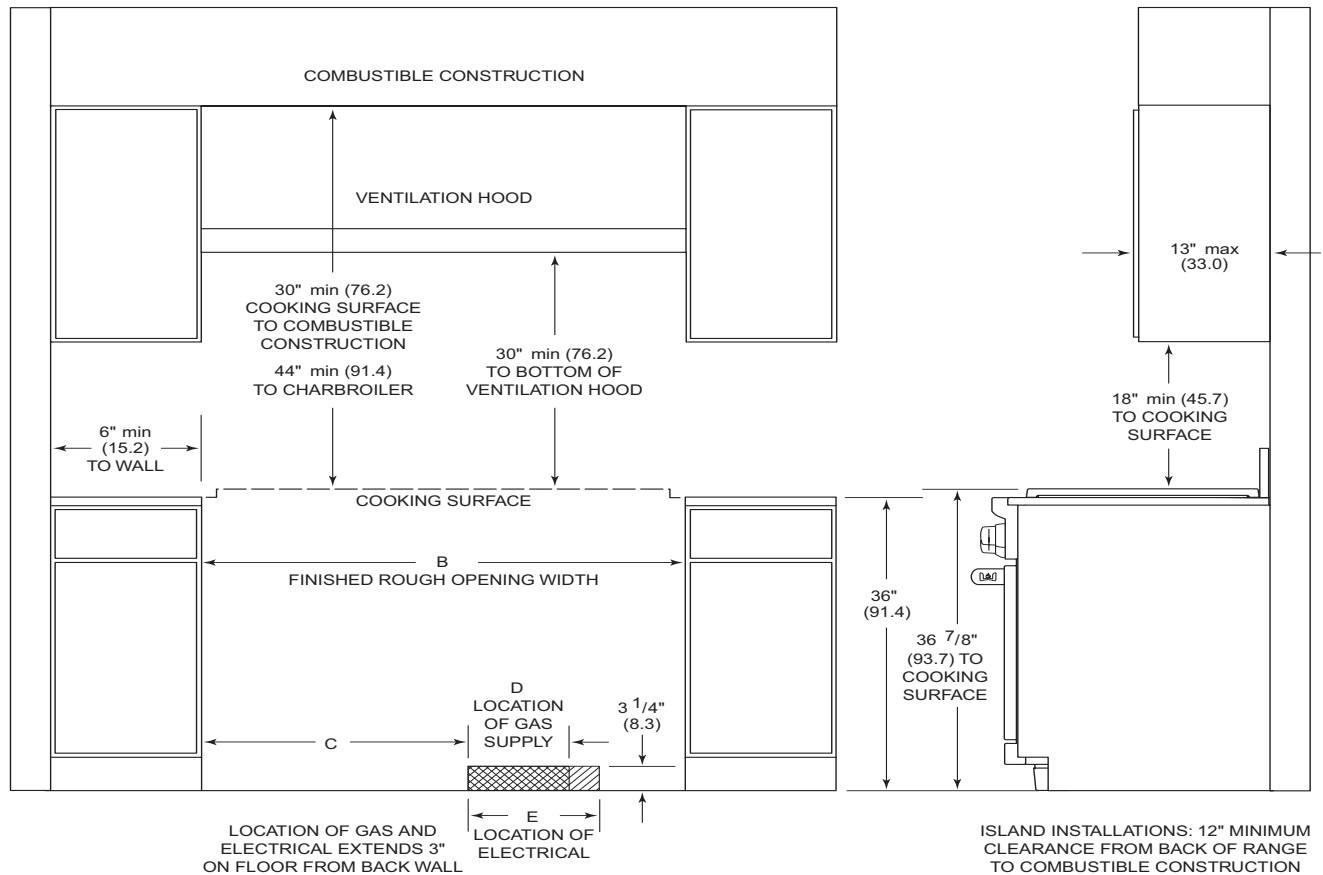 COMBUSTIBLE CONSTRUCTION
VENTILATION HOOD
30" min (76.2)
COOKING SURFACE
TO COMBUSTIBLE
CONSTRUCTION
44" min (91.4)
TO CHARBROILER
30" min (76.2)
TO BOTTOM OF
VENTILATION HOOD
13" max
(33.0)
18" min (45.7)
TO COOKING
SURFACE
6" min
(15.2)
TO WALL
COOKING SURFACE
B
FINISHED ROUGH OPENING WIDTH
36"
(91.4)
36 7/8"
(93.7) TO
COOKING
SURFACE
C
D
LOCATION
OF GAS
SUPPLY
3 1/4"
(8.3)
E
LOCATION OF
ELECTRICAL
LOCATION OF GAS AND
ELECTRICAL EXTENDS 3"
ON FLOOR FROM BACK WALL
ISLAND INSTALLATIONS: 12" MINIMUM
CLEARANCE FROM BACK OF RANGE
TO COMBUSTIBLE CONSTRUCTION